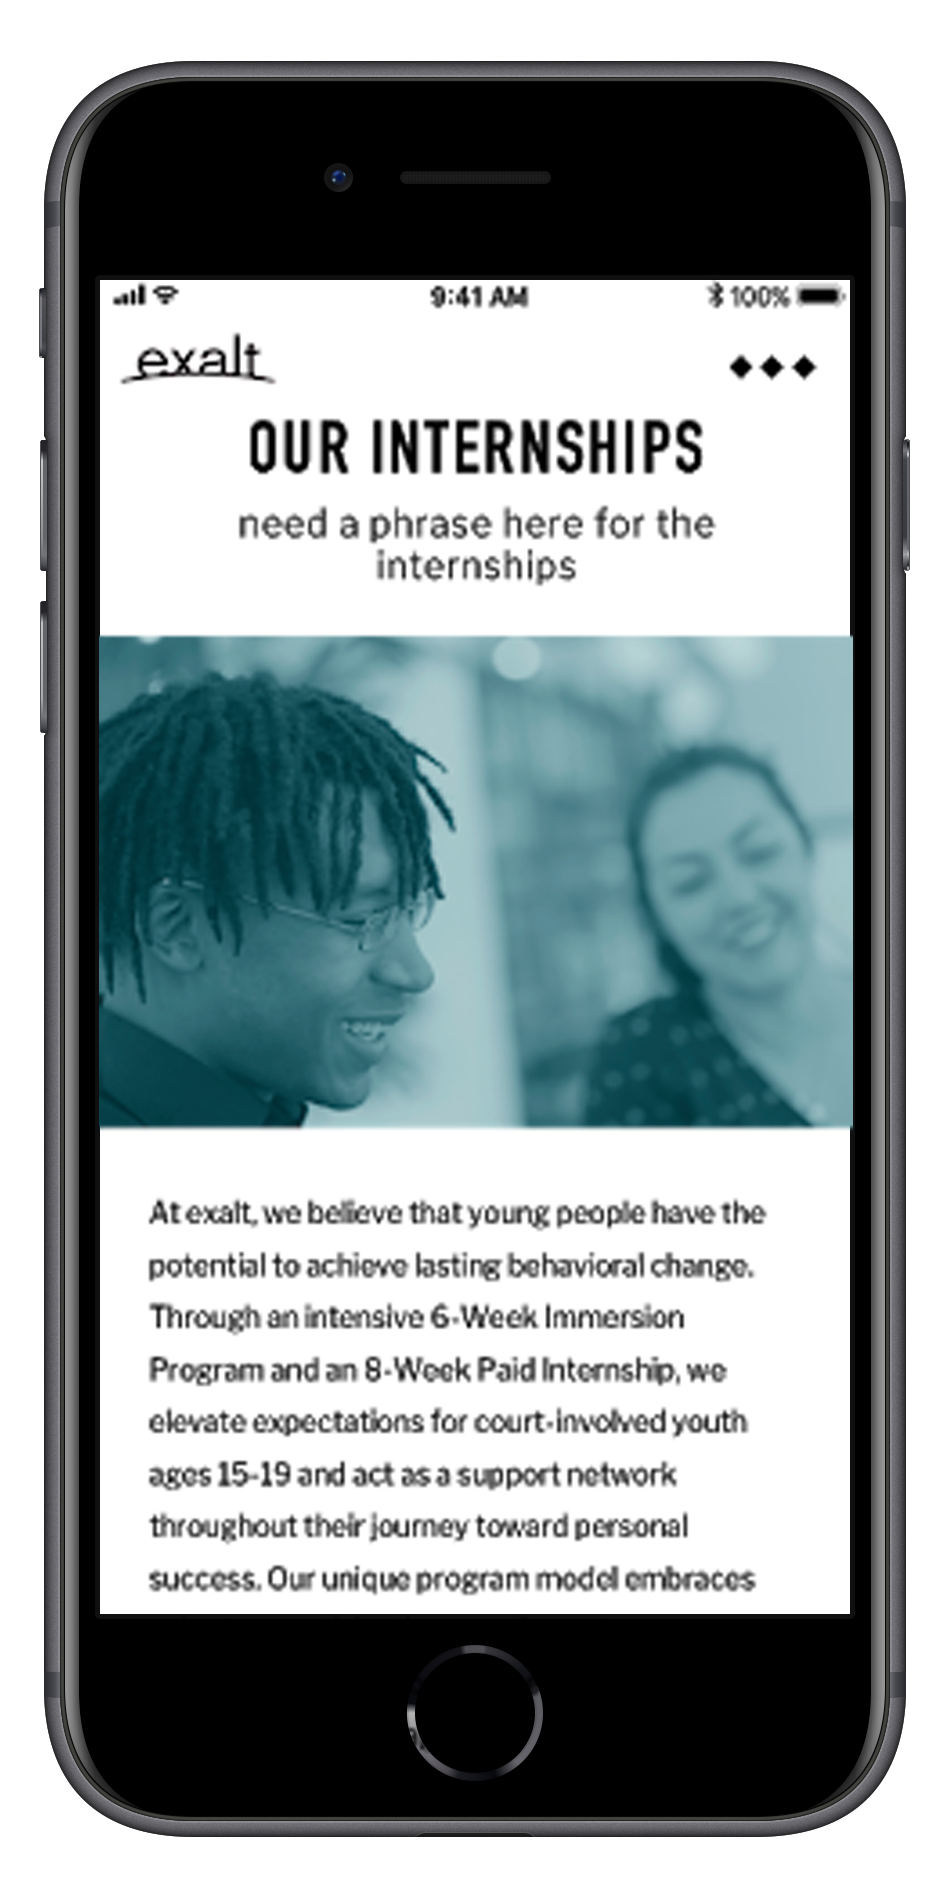 9:41 AM
100%
exalt
OUR INTERNSHIPS
need a phrase here for the
internships
At exalt, we believe that young people have the
potential to achieve lasting behavioral change.
Through an intensive 6-Week Immersion
Program and an 8-Week Paid Internship, we
elevate expectations for court-involved youth
ages 15-19 and act as a support network
throughout their journey toward personal
success. Our unique program model embraces